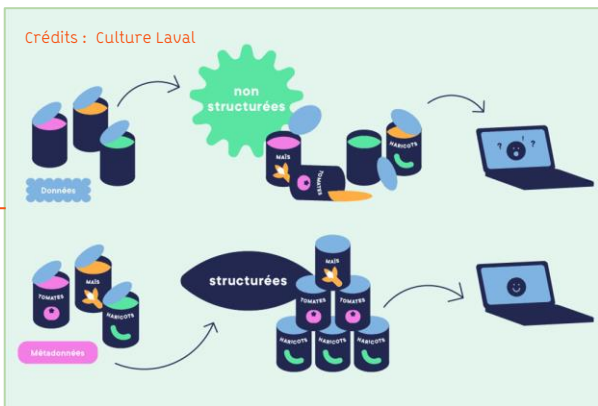 Crédits : Culture Laval
non
structurées
MAÏS
TOMATES
HARICOTS
? ! ?
Données
TOMATES
MAÏS
HARICOTS
structurées
MAÏS
TOMATES
TOMATES
HARICOTS
HARICOTS
HARICOTS
Métadonnées